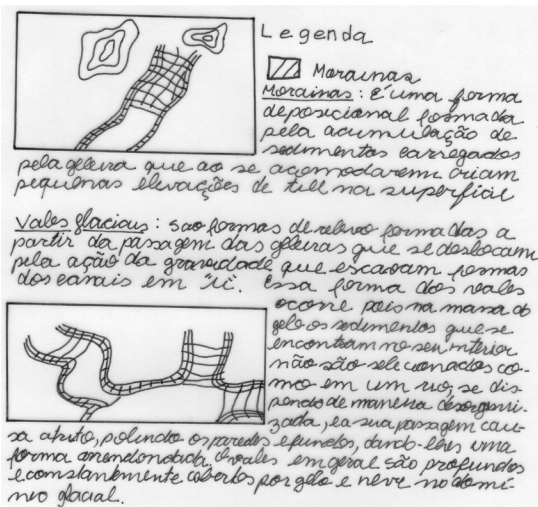 Legenda
Morainas
Morainas: É uma forma
deposicional formada
pela acumulação de
sedimentos carregados
pela geleira que ao se acomodarem criam
pequenas elevações de till na superfície
Vales glaciais: são formas de relevo formadas a
partir da passagem das geleiras que se deslocam
pela ação da gravidade que escavam formas
dos canais em "u". Essa forma dos vales
ocorre pois na massa do
gelo os sedimentos que se
encontram no seu interior
não são selecionados co-
mo em um rio, se dis-
pondo de maneira desorgani-
zada, e a sua passagem cau-
sa atrito, polindo as paredes e fundos, dando-lhes uma
forma arredondada. Os vales em geral são profundos
e constantemente cobertos por gelo e neve no domí-
nio glacial.